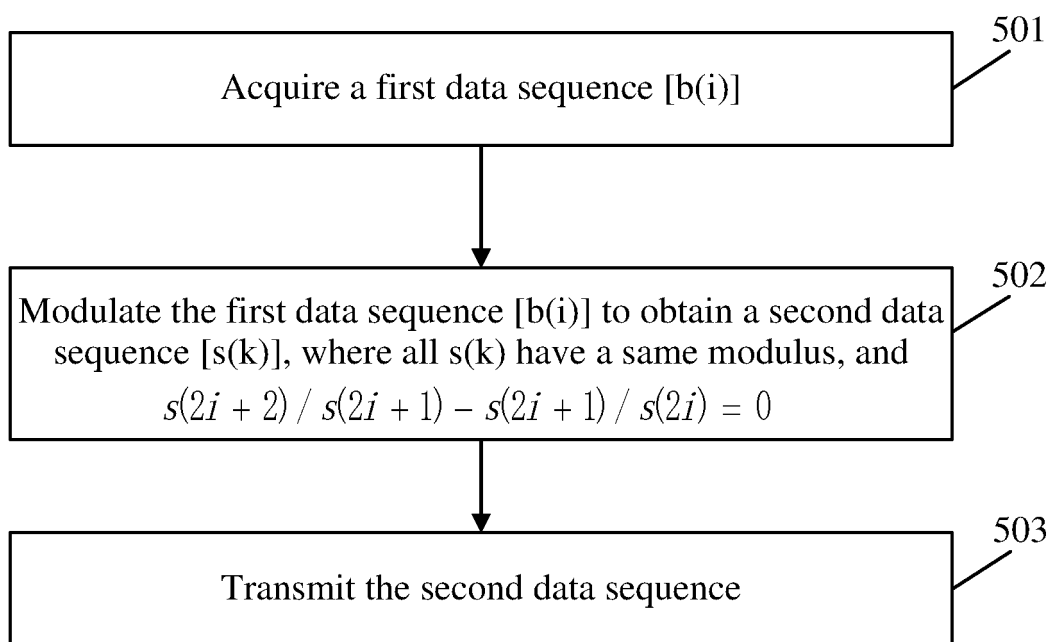 501
Acquire a first data sequence [b(i)]
502
Modulate the first data sequence [b(i)] to obtain a second data
sequence [s(k)], where all s(k) have a same modulus, and
s(2i + 2) / s(2i + 1) − s(2i + 1) / s(2i) = 0
503
Transmit the second data sequence